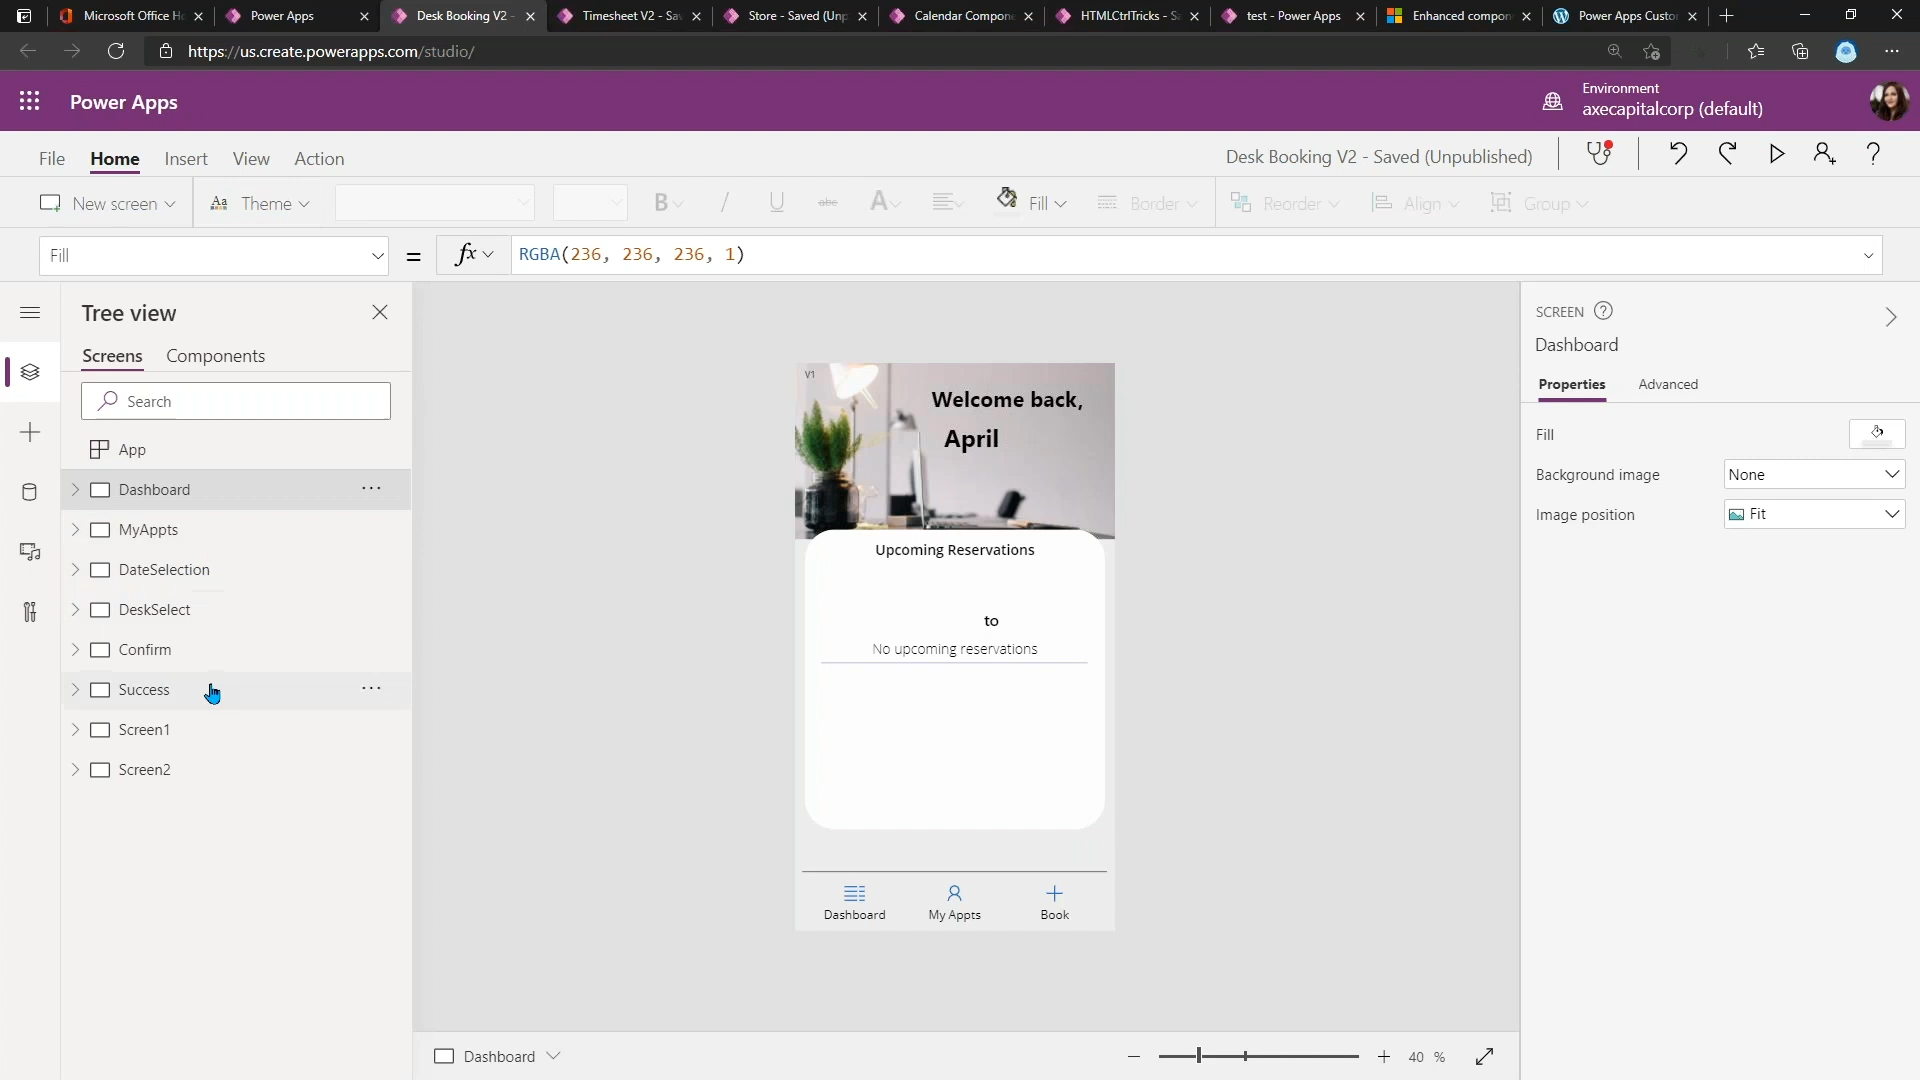 Microsoft Office H
Power Apps
Desk Booking V2 -
Timesheet V2 - Sa
Store - Saved (Unp
Calendar Compone
HTMLCtrlTricks - S
test - Power Apps
Enhanced compon
Power Apps Custo
https://us.create.powerapps.com/studio/
Power Apps
Environment
axecapitalcorp (default)
File
Home
Insert
View
Action
Desk Booking V2 - Saved (Unpublished)
New screen
Aa
Theme
B
I
U
abc
A
Fill
Border
Reorder
Align
Group
Fill
=
fx
RGBA(236, 236, 236, 1)
Tree view
Screens
Components
Search
App
Dashboard
MyAppts
DateSelection
DeskSelect
Confirm
Success
Screen1
Screen2
V1
Welcome back,
April
Upcoming Reservations
to
No upcoming reservations
Dashboard
My Appts
Book
Dashboard
40 %
SCREEN
Dashboard
Properties
Advanced
Fill
Background image
None
Image position
Fit